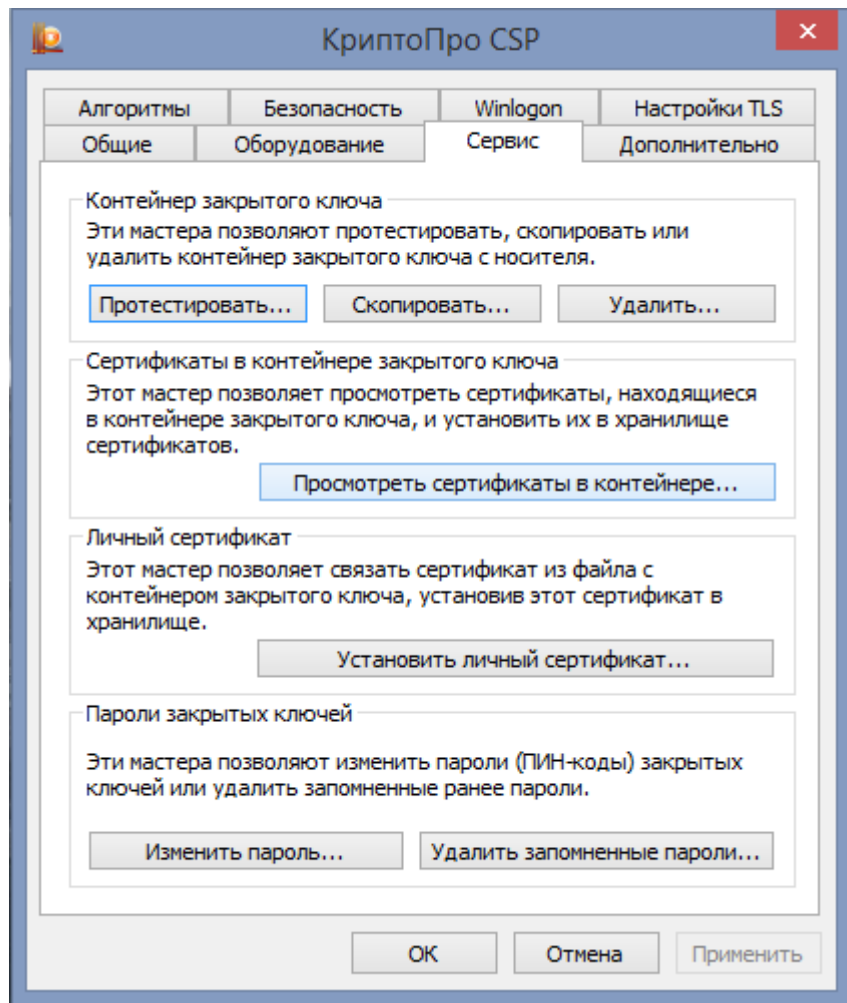 КриптоПро CSP
Алгоритмы Безопасность Winlogon Настройки TLS
Общие Оборудование Сервис Дополнительно
Контейнер закрытого ключа
Эти мастера позволяют протестировать, скопировать или
удалить контейнер закрытого ключа с носителя.
Протестировать... Скопировать... Удалить...
Сертификаты в контейнере закрытого ключа
Этот мастер позволяет просмотреть сертификаты, находящиеся
в контейнере закрытого ключа, и установить их в хранилище
сертификатов.
Просмотреть сертификаты в контейнере...
Личный сертификат
Этот мастер позволяет связать сертификат из файла с
контейнером закрытого ключа, установив этот сертификат в
хранилище.
Установить личный сертификат...
Пароли закрытых ключей
Эти мастера позволяют изменить пароли (ПИН-коды) закрытых
ключей или удалить запомненные ранее пароли.
Изменить пароль... Удалить запомненные пароли...
ОК Отмена Применить